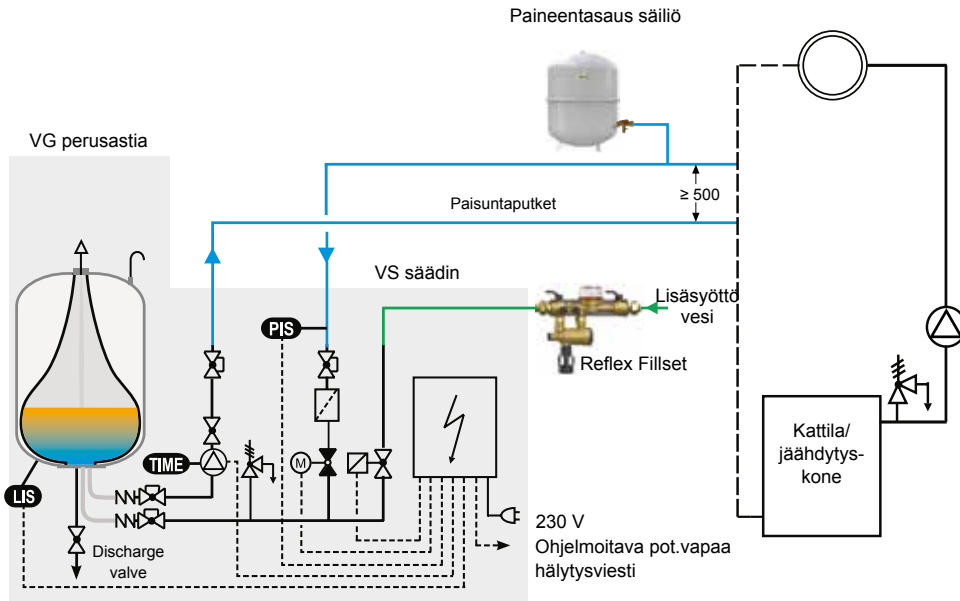 Paineentasaus säiliö
VG perusastia
≥ 500
Paisuntaputket
VS säädin
Lisäsyöttö
vesi
PIS
Reflex Fillset
Kattila/
jäähdytys-
kone
TIME
M
LIS
230 V
Ohjelmoitava pot.vapaa
hälytysviesti
Discharge
valve